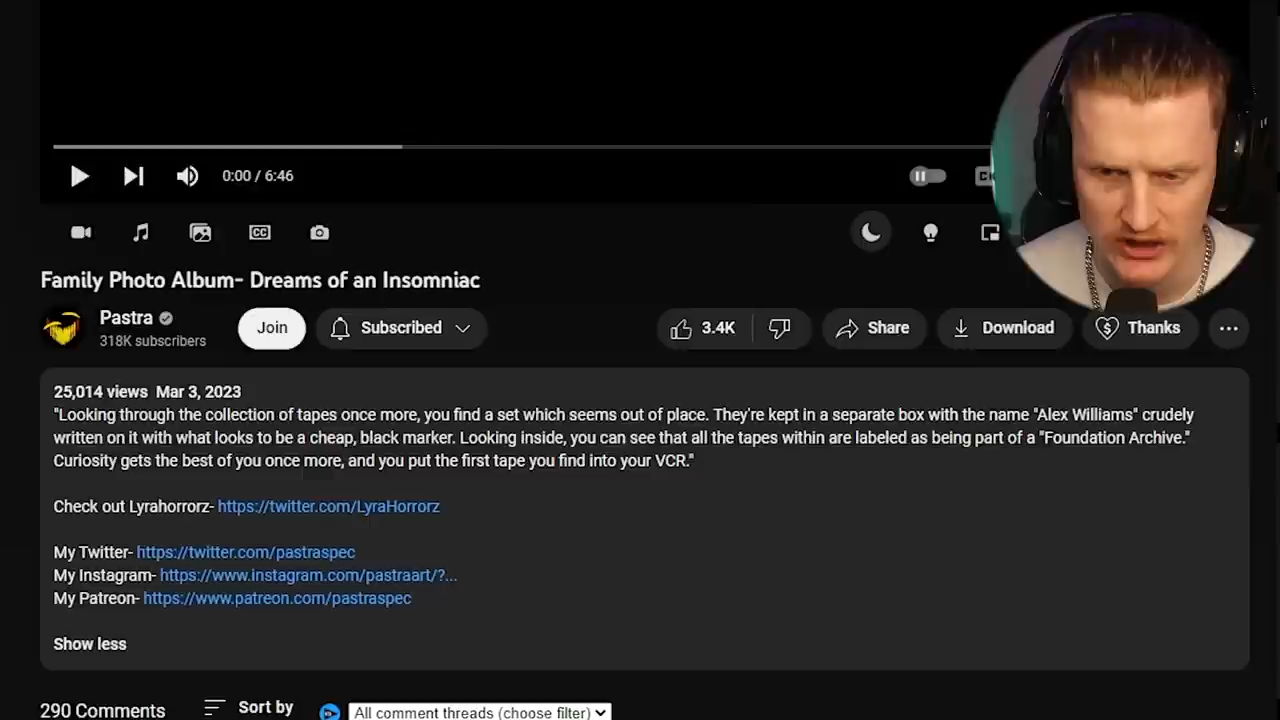 0:00 / 6:46
CC
Family Photo Album- Dreams of an Insomniac
Pastra
318K subscribers
Join
Subscribed
3.4K
Share
Download
Thanks
25,014 views Mar 3, 2023
"Looking through the collection of tapes once more, you find a set which seems out of place. They're kept in a separate box with the name "Alex Williams" crudely
written on it with what looks to be a cheap, black marker. Looking inside, you can see that all the tapes within are labeled as being part of a "Foundation Archive."
Curiosity gets the best of you once more, and you put the first tape you find into your VCR."
Check out Lyrahorrorz- https://twitter.com/LyraHorrorz
My Twitter- https://twitter.com/pastraspec
My Instagram- https://www.instagram.com/pastraart/?...
My Patreon- https://www.patreon.com/pastraspec
Show less
290 Comments
Sort by
All comment threads (choose filter)